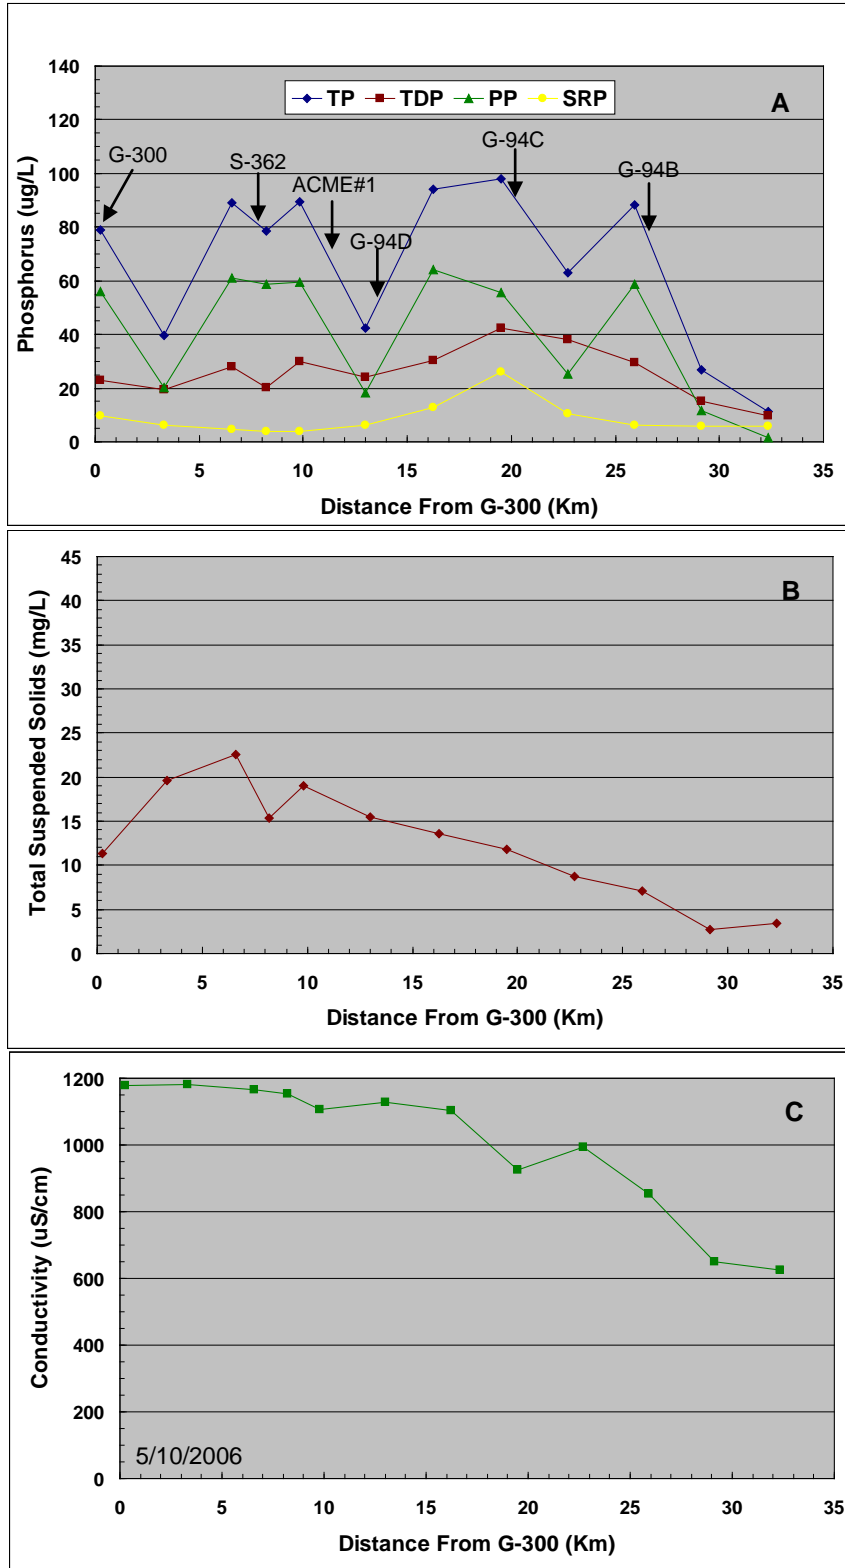 140
120
100
80
60
40
20
0
Phosphorus (ug/L)
TP TDP PP SRP
A
G-300
S-362
ACME#1
G-94D
G-94C
G-94B
0 5 10 15 20 25 30 35
Distance From G-300 (Km)
45
40
35
30
25
20
15
10
5
0
Total Suspended Solids (mg/L)
B
0 5 10 15 20 25 30 35
Distance From G-300 (Km)
1200
1000
800
600
400
200
0
Conductivity (uS/cm)
C
5/10/2006
0 5 10 15 20 25 30 35
Distance From G-300 (Km)